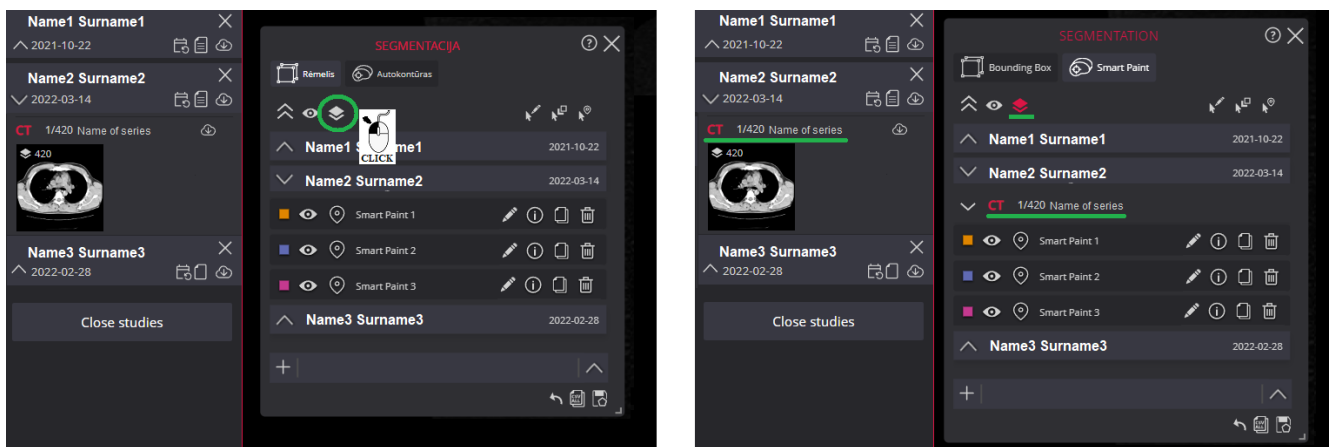 Name1 Surname1
2021-10-22
Name2 Surname2
2022-03-14
CT 1/420 Name of series
420
Name3 Surname3
2022-02-28
Close studies
SEGMENTACIJA
Rėmelis Autokontūras
CLICK
Name1 S me1 2021-10-22
Name2 Surname2 2022-03-14
Smart Paint 1
Smart Paint 2
Smart Paint 3
Name3 Surname3 2022-02-28
Name1 Surname1
2021-10-22
Name2 Surname2
2022-03-14
CT 1/420 Name of series
420
Name3 Surname3
2022-02-28
Close studies
SEGMENTATION
Bounding Box Smart Paint
Name1 Surname1 2021-10-22
Name2 Surname2 2022-03-14
CT 1/420 Name of series
Smart Paint 1
Smart Paint 2
Smart Paint 3
Name3 Surname3 2022-02-28